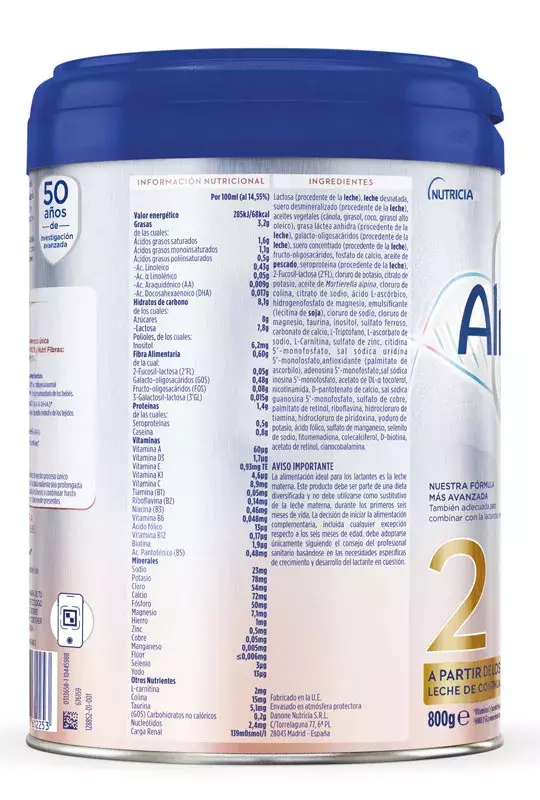 50
años
de
investigación
avanzada
INFORMACIÓN NUTRICIONAL
Por 100ml (al 14,55%)
Valor energético 285kJ/68kcal
Grasas 3,2g
de las cuales:
Ácidos grasos saturados 1,6g
Ácidos grasos monoinsaturados 1,1g
Ácidos grasos poliinsaturados 0,5g
-Ac. Linoleico 0,43g
-Ac. α Linolénico 0,05g
-Ac. Araquidónico (AA) 0,009g
-Ac. Docosahexaenoico (DHA) 0,017g
Hidratos de carbono 8,1g
de los cuales:
Azúcares 8g
-Lactosa 7,8g
Polioles, de los cuales:
Inositol 6,2mg
Fibra Alimentaria 0,60g
de la cual:
2-Fucosil-lactosa (2'FL) 0,05g
Galacto-oligosacáridos (GOS) 0,48g
Fructo-oligosacáridos (FOS) 0,08g
3-Galactosil-lactosa (3'GL) 0,015g
Proteínas 1,4g
de las cuales:
Seroproteínas 0,5g
Caseína 0,8g
Vitaminas
Vitamina A 60µg
Vitamina D3 1,7µg
Vitamina E 0,93mg TE
Vitamina K1 4,6µg
Vitamina C 8,9mg
Tiamina (B1) 0,05mg
Riboflavina (B2) 0,14mg
Niacina (B3) 0,46mg
Vitamina B6 0,048mg
Ácido fólico 13µg
Vitamina B12 0,17µg
Biotina 1,9µg
Ac. Pantoténico (B5) 0,48mg
Minerales
Sodio 23mg
Potasio 78mg
Cloro 54mg
Calcio 72mg
Fósforo 50mg
Magnesio 7,1mg
Hierro 1mg
Zinc 0,5mg
Cobre 0,05mg
Manganeso 0,005mg
Flúor ≤0,006mg
Selenio 3µg
Yodo 13µg
Otros Nutrientes
L-carnitina 2mg
Colina 15mg
Taurina 5,1mg
(GOS) Carbohidratos no calóricos 0,2g
Nucleótidos 2,4mg
Carga Renal 139mOsmol/l
INGREDIENTES
Lactosa (procedente de la leche), leche desnatada,
suero desmineralizado (procedente de la leche),
aceites vegetales (cánola, girasol, coco, girasol alto
oleico), grasa láctea anhidra (procedente de la
leche), galacto-oligosacáridos (procedente de la
leche), suero concentrado (procedente de la leche),
fructo-oligosacáridos, fosfato de calcio, aceite de
pescado, seroproteína (procedente de la leche),
2-Fucosil-lactosa (2'FL), cloruro de potasio, citrato de
potasio, aceite de Mortierella alpina, cloruro de
colina, citrato de sodio, ácido L-ascórbico,
hidrogenofosfato de magnesio, emulsificante
(lecitina de soja), cloruro de sodio, cloruro de
magnesio, taurina, inositol, sulfato ferroso,
carbonato de calcio, L-Triptofano, L-ascorbato de
sodio, L-Carnitina, sulfato de zinc, citidina
5'-monofosfato, sal sódica uridina
5'-monofosfato,antioxidante (palmitato de
ascorbilo), adenosina5'-monofosfato,sal sódica
inosina 5'-monofosfato, acetato de DL-α tocoferol,
nicotinamida, D-pantotenato de calcio, sal sódica
guanosina 5'-monofosfato, sulfato de cobre,
palmitato de retinol, riboflavina, hidrocloruro de
tiamina, hidrocloruro de piridoxina, yoduro de
potasio, ácido fólico, sulfato de manganeso, selenito
de sodio, fitomenadiona, colecalciferol, D-biotina,
acetato de retinol, cianocobalamina.
AVISO IMPORTANTE
La alimentación ideal para los lactantes es la leche
materna. Este producto debe ser parte de una dieta
diversificada y no debe utilizarse como sustitutivo
de la leche materna, durante los primeros seis
meses de vida. La decisión de iniciar la alimentación
complementaria, incluida cualquier excepción
respecto a los seis meses de edad, debe adoptarse
únicamente siguiendo el consejo del profesional
sanitario basándose en las necesidades específicas
de crecimiento y desarrollo del lactante en cuestión.
Fabricado en la U.E.
Envasado en atmósfera protectora
Danone Nutricia S.R.L.
C/Torrelaguna 77, 6ª Pl
28043 Madrid - España
NUTRICIA
Al
NUESTRA FÓRMULA
MÁS AVANZADA
También adecuada para
combinar con la lactancia
2
A PARTIR DE LOS
LECHE DE CONTINUA
800g e
128852-01-001
67659